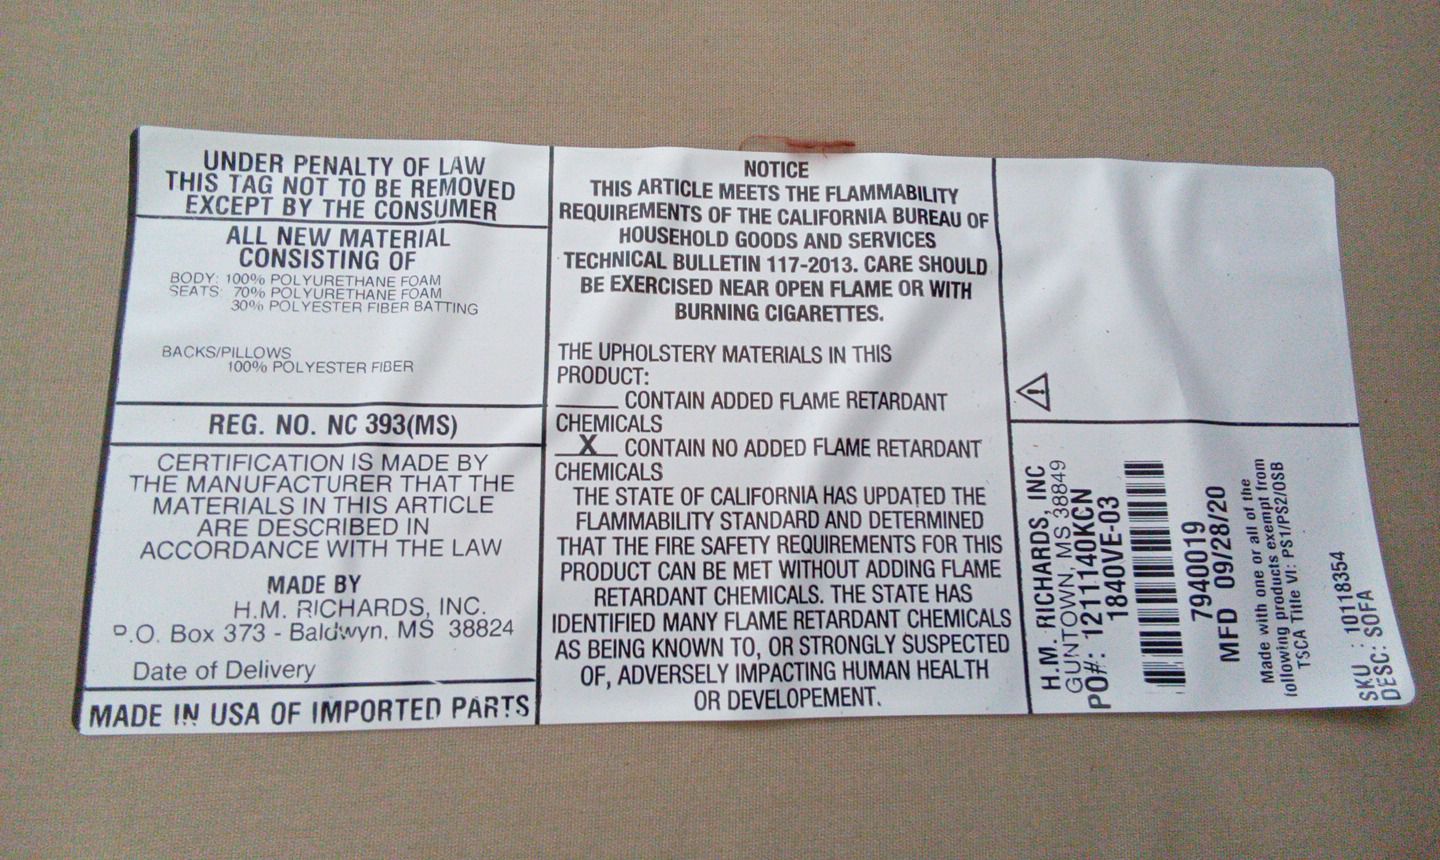 UNDER PENALTY OF LAW
THIS TAG NOT TO BE REMOVED
EXCEPT BY THE CONSUMER
ALL NEW MATERIAL
CONSISTING OF
BODY: 100% POLYURETHANE FOAM
SEATS: 70% POLYURETHANE FOAM
30% POLYESTER FIBER BATTING
BACKS/PILLOWS
100% POLYESTER FIBER
REG. NO. NC 393(MS)
CERTIFICATION IS MADE BY
THE MANUFACTURER THAT THE
MATERIALS IN THIS ARTICLE
ARE DESCRIBED IN
ACCORDANCE WITH THE LAW
MADE BY
H.M. RICHARDS, INC.
P.O. Box 373 - Baldwyn, MS 38824
Date of Delivery
MADE IN USA OF IMPORTED PARTS
NOTICE
THIS ARTICLE MEETS THE FLAMMABILITY
REQUIREMENTS OF THE CALIFORNIA BUREAU OF
HOUSEHOLD GOODS AND SERVICES
TECHNICAL BULLETIN 117-2013. CARE SHOULD
BE EXERCISED NEAR OPEN FLAME OR WITH
BURNING CIGARETTES.
THE UPHOLSTERY MATERIALS IN THIS
PRODUCT:
_____ CONTAIN ADDED FLAME RETARDANT
CHEMICALS
__X__ CONTAIN NO ADDED FLAME RETARDANT
CHEMICALS
THE STATE OF CALIFORNIA HAS UPDATED THE
FLAMMABILITY STANDARD AND DETERMINED
THAT THE FIRE SAFETY REQUIREMENTS FOR THIS
PRODUCT CAN BE MET WITHOUT ADDING FLAME
RETARDANT CHEMICALS. THE STATE HAS
IDENTIFIED MANY FLAME RETARDANT CHEMICALS
AS BEING KNOWN TO, OR STRONGLY SUSPECTED
OF, ADVERSELY IMPACTING HUMAN HEALTH
OR DEVELOPEMENT.
H.M. RICHARDS, INC
GUNTOWN, MS 38849
PO#: 1211140KCN
1840VE-03
7940019
MFD 09/28/20
Made with one or all of the
following products exempt from
TSCA Title VI: PS1/PS2/OSB
SKU : 10118354
DESC: SOFA